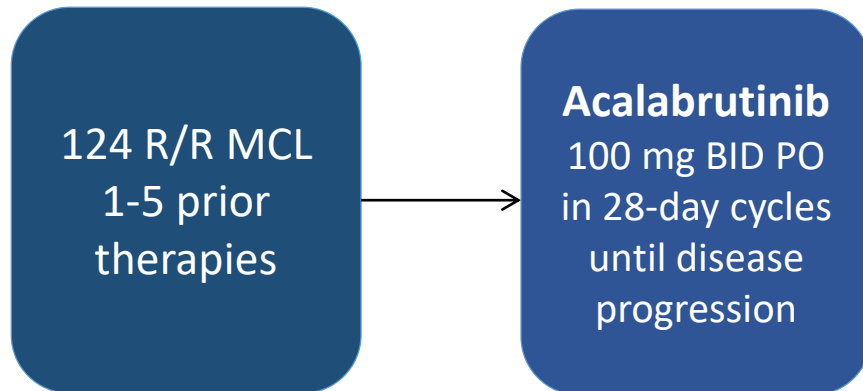 124 R/R MCL
1-5 prior
therapies
Acalabrutinib
100 mg BID PO
in 28-day cycles
until disease
progression